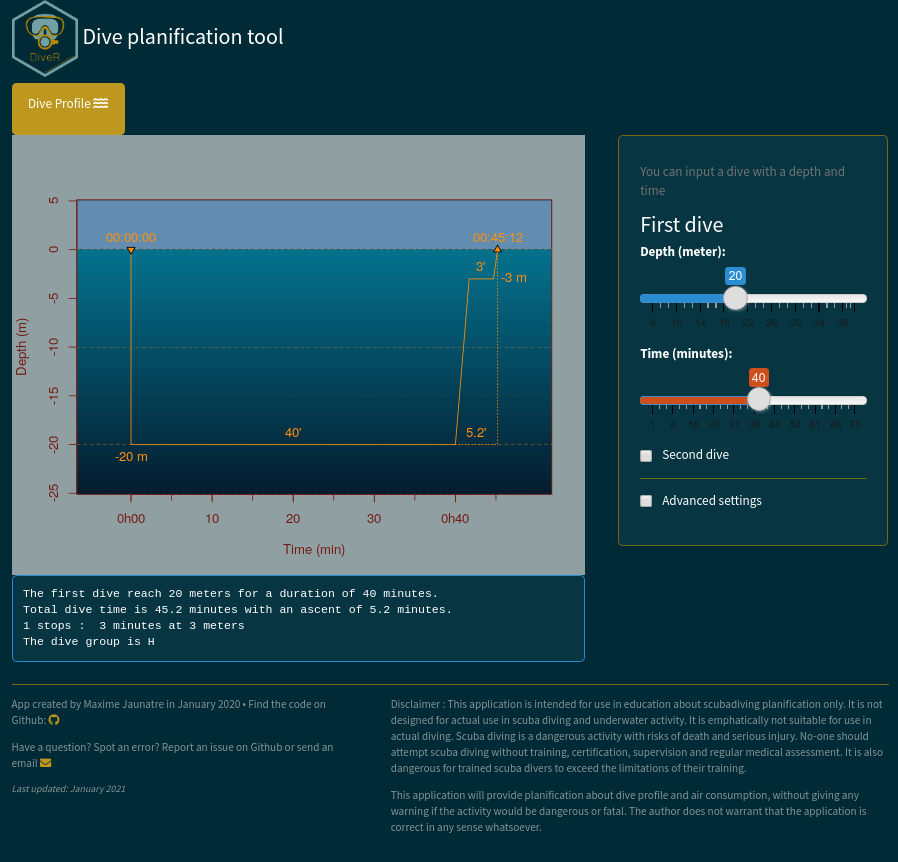 DiveR
Dive planification tool
Dive Profile
5
0
-5
-10
-15
-20
-25
Depth (m)
00:00:00
00:45:12
3'
-3 m
40'
5.2'
-20 m
0h00
10
20
30
0h40
Time (min)
You can input a dive with a depth and
time
First dive
Depth (meter):
20
6 10 14 18 22 26 30 34 38
Time (minutes):
40
1 8 16 23 31 38 46 53 61 68 75
Second dive
Advanced settings
The first dive reach 20 meters for a duration of 40 minutes.
Total dive time is 45.2 minutes with an ascent of 5.2 minutes.
1 stops :  3 minutes at 3 meters
The dive group is H
App created by Maxime Jaunatre in January 2020 • Find the code on
Github:
Have a question? Spot an error? Report an issue on Github or send an
email
Last updated: January 2021
Disclaimer : This application is intended for use in education about scubadiving planification only. It is not
designed for actual use in scuba diving and underwater activity. It is emphatically not suitable for use in
actual diving. Scuba diving is a dangerous activity with risks of death and serious injury. No-one should
attempt scuba diving without training, certification, supervision and regular medical assessment. It is also
dangerous for trained scuba divers to exceed the limitations of their training.
This application will provide planification about dive profile and air consumption, without giving any
warning if the activity would be dangerous or fatal. The author does not warrant that the application is
correct in any sense whatsoever.